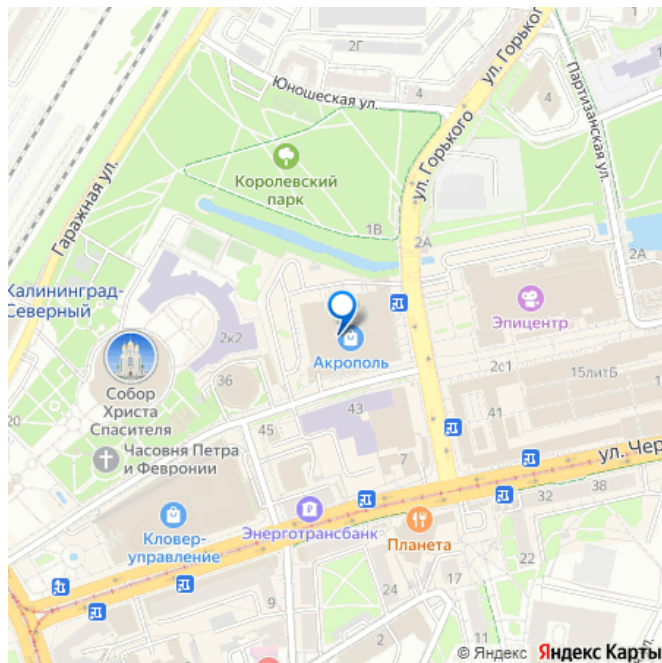 2Г
4
Юношеская ул.
ул. Горького
4
Партизанская ул.
Гаражная ул.
Королевский
парк
ул. Горького
1В
2А
2А
Калининград-
Северный
Эпицентр
2к2
Акрополь
2с1
15литБ
36
Собор
Христа
Спасителя
20
43
41
45
Часовня Петра
и Февронии
7
ул. Чер
Кловер-
управление
Энерготрансбанк
Планета
32
38
22
24
17
9
11
© Яндекс Яндекс Карты